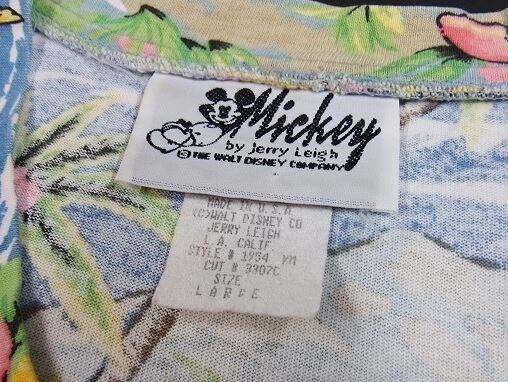 Mickey
by Jerry Leigh
© THE WALT DISNEY COMPANY
MADE IN U.S.A
(C)WALT DISNEY CO
JERRY LEIGH
L.A. CALIF.
STYLE # 1954 VM
CUT # 3307C
SIZE
LARGE